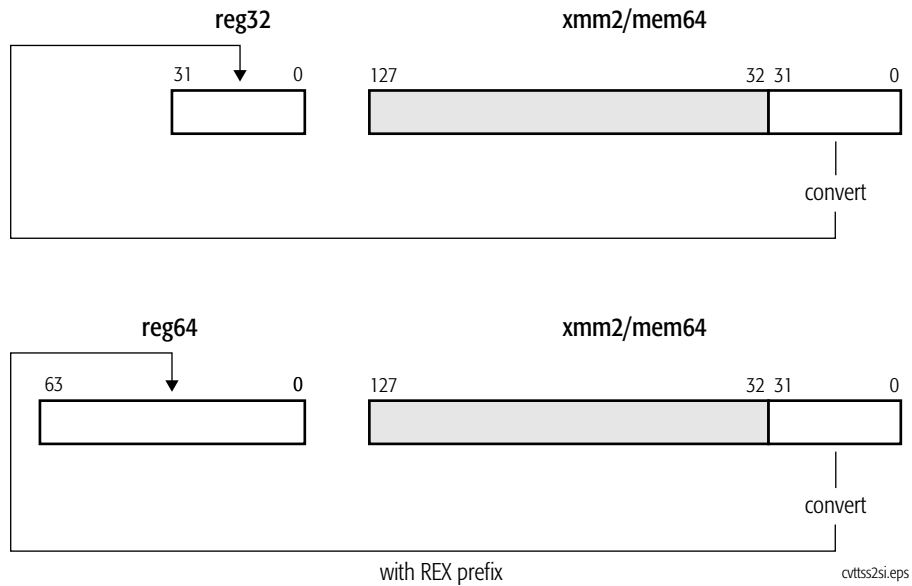 reg32 xmm2/mem64
31 0 127 32 31 0
convert
reg64 xmm2/mem64
63 0 127 32 31 0
convert
with REX prefix cvttss2si.eps